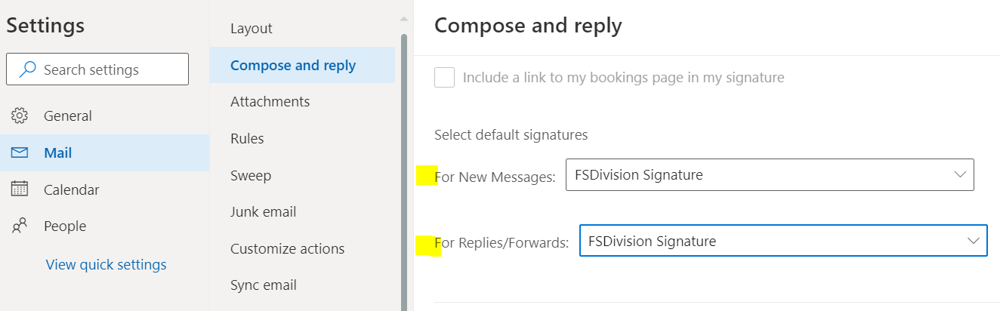 Settings
Search settings
General
Mail
Calendar
People
View quick settings
Layout
Compose and reply
Attachments
Rules
Sweep
Junk email
Customize actions
Sync email
Compose and reply
Include a link to my bookings page in my signature
Select default signatures
For New Messages: FSDivision Signature
For Replies/Forwards: FSDivision Signature